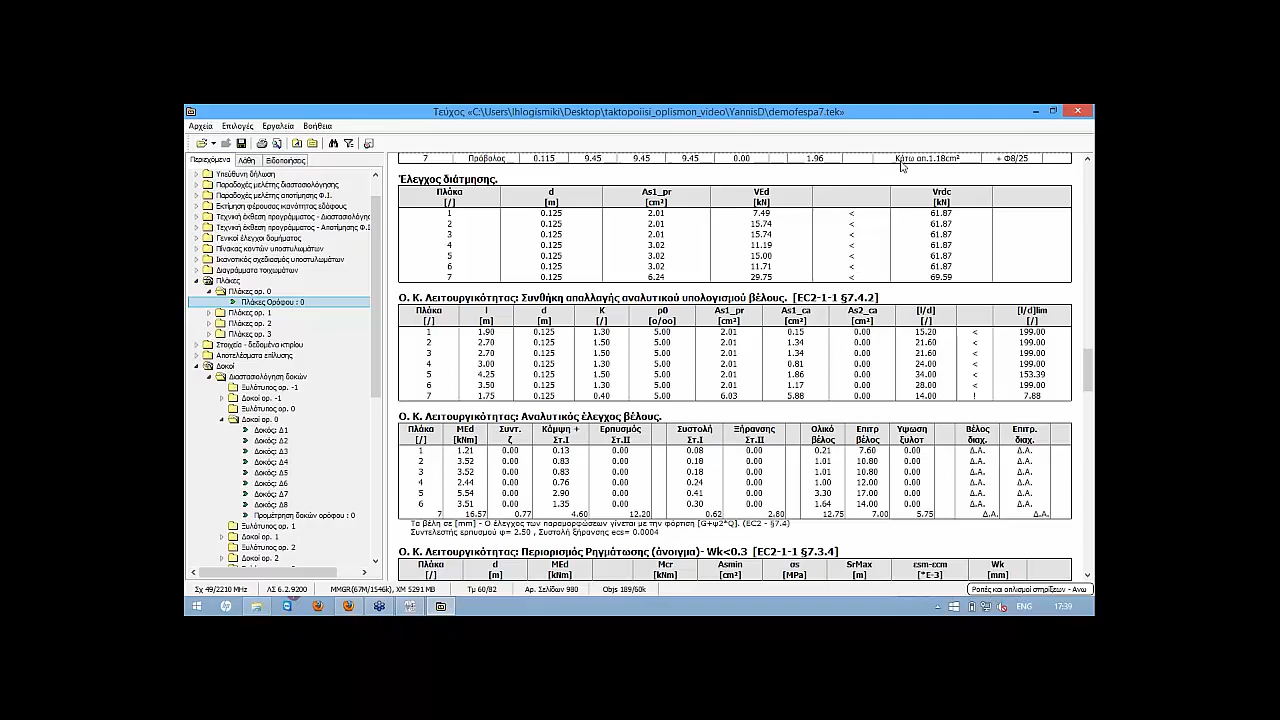 Τεύχος «C:\Users\lhlogismiki\Desktop\taktopoiisi_oplismon_video\YannisD\demofespa7.tek»
Αρχεία Επιλογές Εργαλεία Βοήθεια
Περιεχόμενα Λάθη Ειδοποιήσεις
Υπεύθυνη δήλωση
Παραδοχές μελέτης διαστασιολόγησης
Παραδοχές μελέτης αποτίμησης Φ.Ι.
Εκτίμηση φέρουσας ικανότητας εδάφους
Τεχνική έκθεση προγράμματος - Διαστασιολόγησ
Τεχνική έκθεση προγράμματος - Αποτίμησης Φ.Ι
Γενικοί έλεγχοι δομήματος
Πίνακας κοντών υποστυλωμάτων
Ικανοτικός σχεδιασμός υποστυλωμάτων
Διαγράμματα τοιχωμάτων
Πλάκες
Πλάκες ορ. 0
Πλάκες Ορόφου : 0
Πλάκες ορ. 1
Πλάκες ορ. 2
Πλάκες ορ. 3
Στοιχεία - δεδομένα κτιρίου
Αποτελέσματα επίλυσης
Δοκοί
Διαστασιολόγηση δοκών
Ξυλότυπος ορ. -1
Δοκοί ορ. -1
Ξυλότυπος ορ. 0
Δοκοί ορ. 0
Δοκός: Δ1
Δοκός: Δ2
Δοκός: Δ3
Δοκός: Δ4
Δοκός: Δ5
Δοκός: Δ6
Δοκός: Δ7
Δοκός: Δ8
Προμέτρηση δοκών ορόφου : 0
Ξυλότυπος ορ. 1
Δοκοί ορ. 1
Ξυλότυπος ορ. 2
Δοκοί ορ. 2
7 Πρόβολος 0.115 9.45 9.45 9.45 0.00 1.96 Κάτω απ.1.18cm² + Φ8/25
Έλεγχος διάτμησης.
Πλάκα d As1_pr VEd Vrdc
[/] [m] [cm²] [kN] [kN]
1 0.125 2.01 7.49 < 61.87
2 0.125 2.01 15.74 < 61.87
3 0.125 2.01 15.74 < 61.87
4 0.125 3.02 11.19 < 61.87
5 0.125 3.02 15.00 < 61.87
6 0.125 3.02 11.71 < 61.87
7 0.125 6.24 29.75 < 69.59
Ο. Κ. Λειτουργικότητας: Συνθήκη απαλλαγής αναλυτικού υπολογισμού βέλους. [EC2-1-1 §7.4.2]
Πλάκα l d K ρ0 As1_pr As1_ca As2_ca [l/d] [l/d]lim
[/] [m] [m] [/] [o/oo] [cm²] [cm²] [cm²] [/] [/]
1 1.90 0.125 1.30 5.00 2.01 0.15 0.00 15.20 < 199.00
2 2.70 0.125 1.50 5.00 2.01 1.34 0.00 21.60 < 199.00
3 2.70 0.125 1.50 5.00 2.01 1.34 0.00 21.60 < 199.00
4 3.00 0.125 1.30 5.00 2.01 0.81 0.00 24.00 < 199.00
5 4.25 0.125 1.50 5.00 2.01 1.86 0.00 34.00 < 153.39
6 3.50 0.125 1.30 5.00 2.01 1.17 0.00 28.00 < 199.00
7 1.75 0.125 0.40 5.00 6.03 5.88 0.00 14.00 ! 7.88
Ο. Κ. Λειτουργικότητας: Αναλυτικός έλεγχος βέλους.
Πλάκα MEd Συντ. Κάμψη + Ερπυσμός Συστολή Ξήρανσης Ολικό Επιτρ Υψωση Βέλος Επιτρ.
[/] [kNm] ζ Στ.I Στ.II Στ.I Στ.II βέλος βέλος ξυλοτ διαχ. διαχ.
1 1.21 0.00 0.13 0.00 0.08 0.00 0.21 7.60 0.00 Δ.Α. Δ.Α.
2 3.52 0.00 0.83 0.00 0.18 0.00 1.01 10.80 0.00 Δ.Α. Δ.Α.
3 3.52 0.00 0.83 0.00 0.18 0.00 1.01 10.80 0.00 Δ.Α. Δ.Α.
4 2.44 0.00 0.76 0.00 0.24 0.00 1.00 12.00 0.00 Δ.Α. Δ.Α.
5 5.54 0.00 2.90 0.00 0.41 0.00 3.30 17.00 0.00 Δ.Α. Δ.Α.
6 3.51 0.00 1.35 0.00 0.30 0.00 1.64 14.00 0.00 Δ.Α. Δ.Α.
7 16.57 0.77 4.60 12.20 0.62 2.80 12.75 7.00 5.75 Δ.Α. Δ.Α.
Τα βέλη σε [mm] - Ο έλεγχος των παραμορφώσεων γίνεται με την φόρτιση [G+ψ2*Q]. (EC2 - §7.4)
Συντελεστής ερπυσμού φ= 2.50 , Συστολή ξήρανσης εcs= 0.0004
Ο. Κ. Λειτουργικότητας: Περιορισμός Ρηγμάτωσης (άνοιγμα)- Wk<0.3 [EC2-1-1 §7.3.4]
Πλάκα d MEd Mcr Asmin σs SrMax εsm-εcm Wk
[/] [m] [kNm] [kNm] [cm²] [MPa] [m] [*E-3] [mm]
Σχ 49/2210 MHz ΛΣ 6.2.9200 MMGR(67M/1546k), XM 5291 MB Τμ 60/82 Αρ. Σελίδων 980 Objs 189/60k Ροπές και οπλισμοί στηρίξεων - Ανω
ENG 17:39